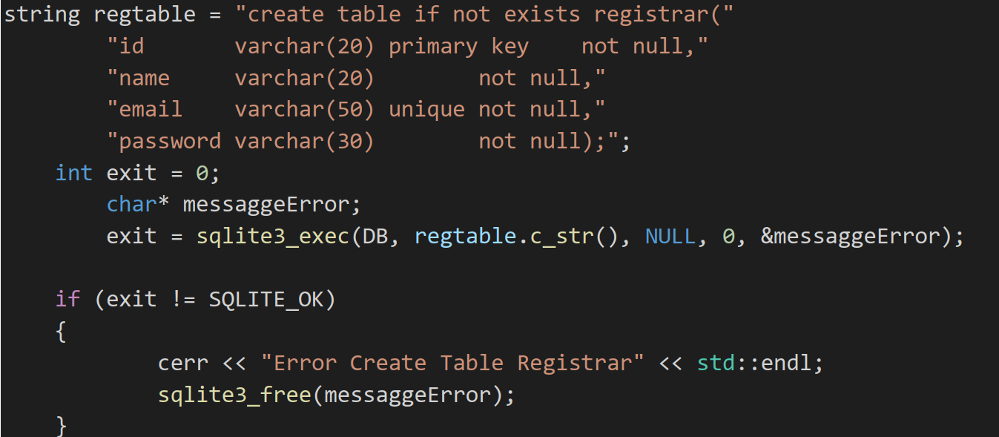 string regtable = "create table if not exists registrar("
        "id       varchar(20) primary key    not null,"
        "name     varchar(20)        not null,"
        "email    varchar(50) unique not null,"
        "password varchar(30)        not null);";
    int exit = 0;
        char* messaggeError;
        exit = sqlite3_exec(DB, regtable.c_str(), NULL, 0, &messaggeError);

    if (exit != SQLITE_OK)
    {
            cerr << "Error Create Table Registrar" << std::endl;
            sqlite3_free(messaggeError);
    }